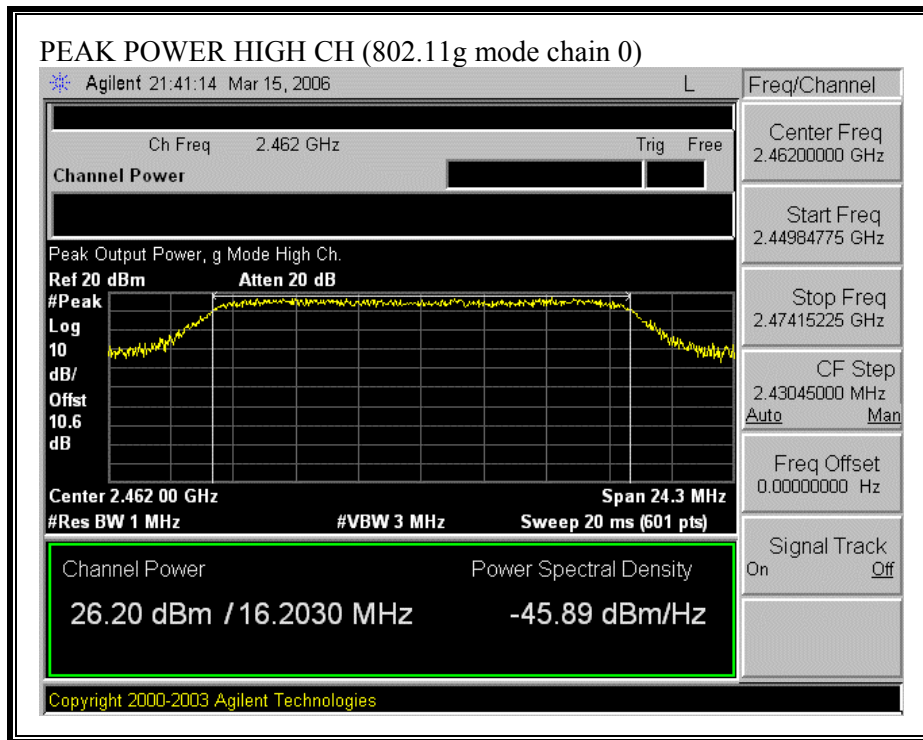 PEAK POWER HIGH CH (802.11g mode chain 0)
Agilent 21:41:14 Mar 15, 2006 L
Freq/Channel
Ch Freq 2.462 GHz Trig Free
Channel Power
Center Freq
2.46200000 GHz
Start Freq
2.44984775 GHz
Stop Freq
2.47415225 GHz
CF Step
2.43045000 MHz
Auto Man
Freq Offset
0.00000000 Hz
Signal Track
On Off
Peak Output Power, g Mode High Ch.
Ref 20 dBm Atten 20 dB
#Peak
Log
10
dB/
Offst
10.6
dB
Center 2.462 00 GHz Span 24.3 MHz
#Res BW 1 MHz #VBW 3 MHz Sweep 20 ms (601 pts)
Channel Power Power Spectral Density
26.20 dBm / 16.2030 MHz -45.89 dBm/Hz
Copyright 2000-2003 Agilent Technologies